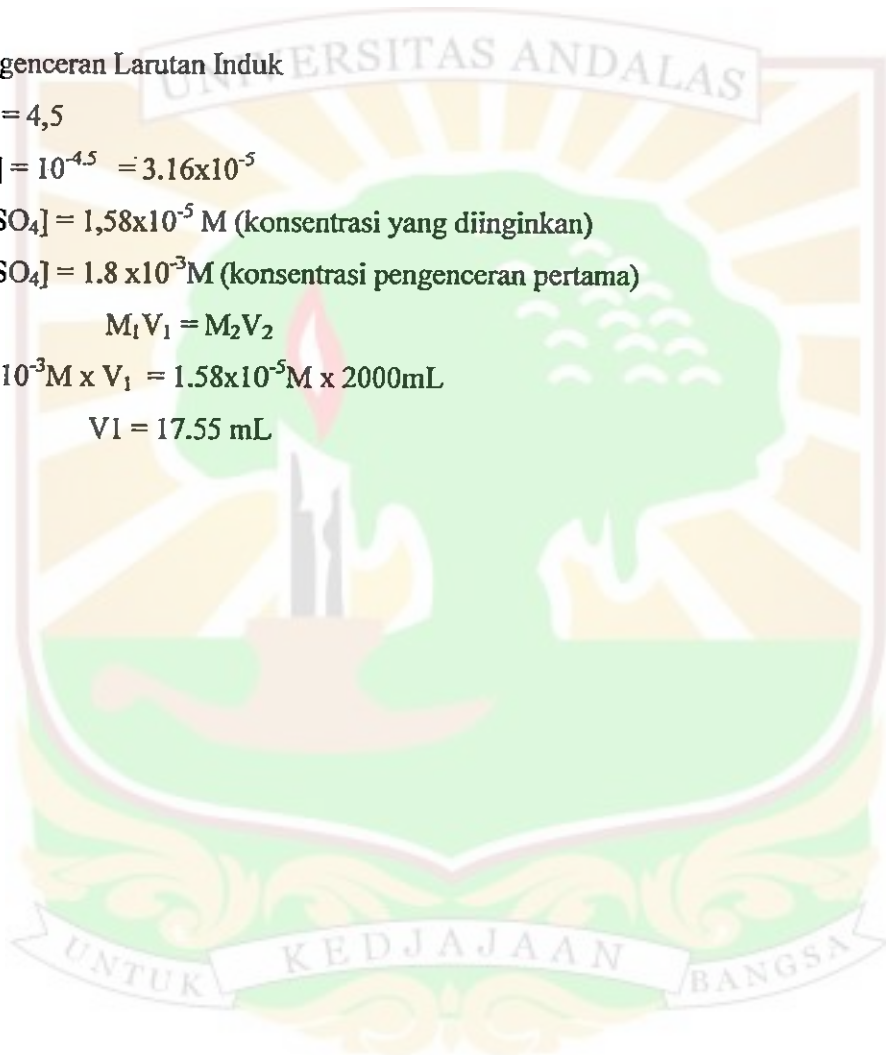 genceran Larutan Induk
UNIVERSITAS ANDALAS
= 4,5
] = 10⁻⁴·⁵ = 3.16x10⁻⁵
SO₄] = 1,58x10⁻⁵ M (konsentrasi yang diinginkan)
SO₄] = 1.8 x10⁻³M (konsentrasi pengenceran pertama)
M₁V₁ = M₂V₂
10⁻³M x V₁ = 1.58x10⁻⁵M x 2000mL
V1 = 17.55 mL
UNTUK KEDJAJAAN BANGSA